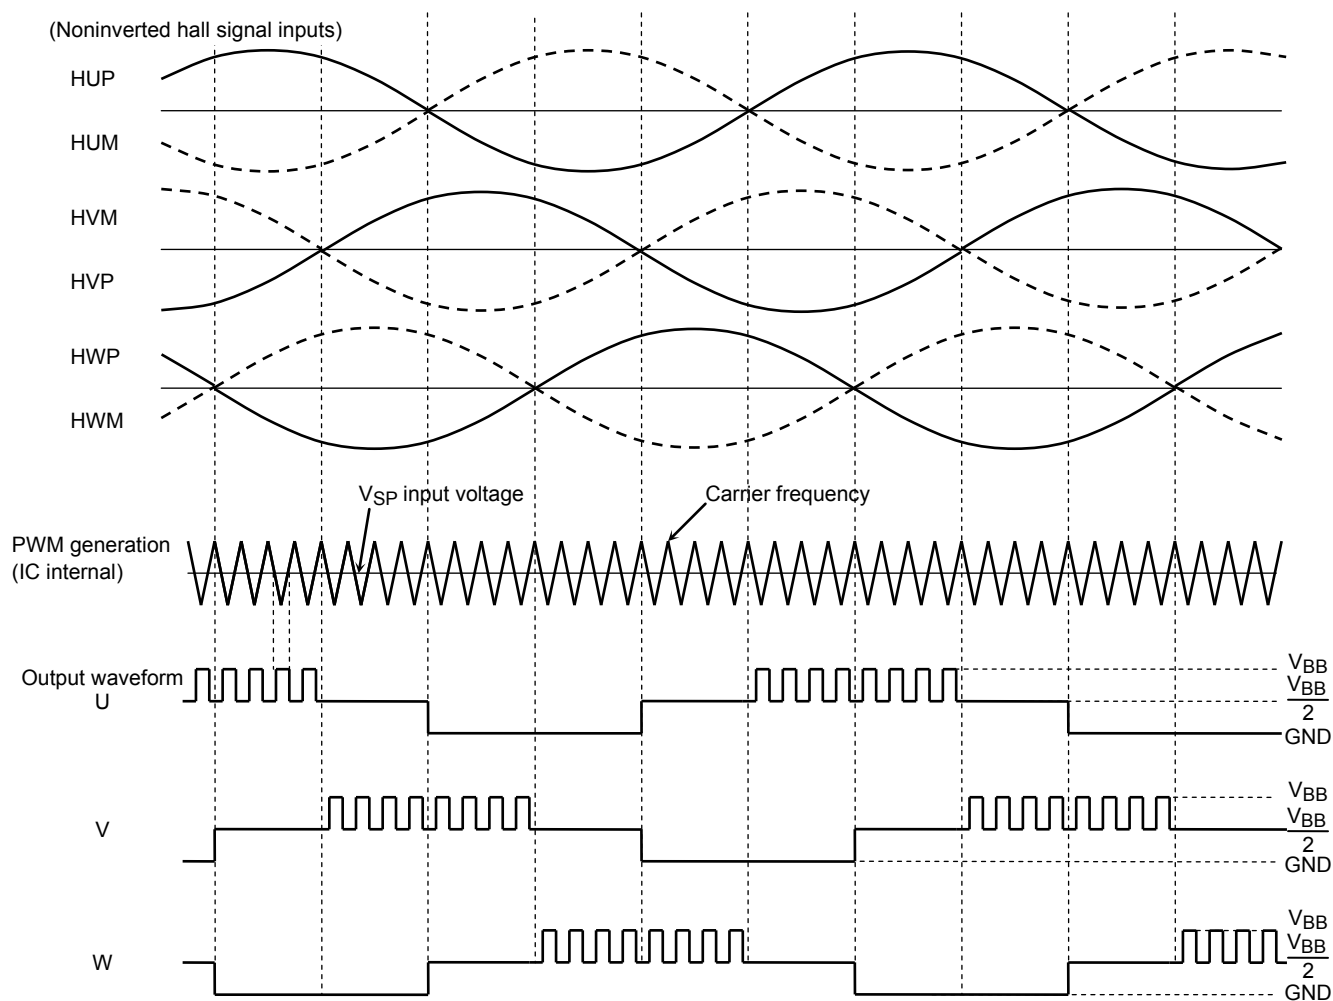 (Noninverted hall signal inputs)
HUP
HUM
HVM
HVP
HWP
HWM
VSP input voltage
Carrier frequency
PWM generation
(IC internal)
Output waveform
U
VBB
VBB
2
GND
V
VBB
VBB
2
GND
W
VBB
VBB
2
GND